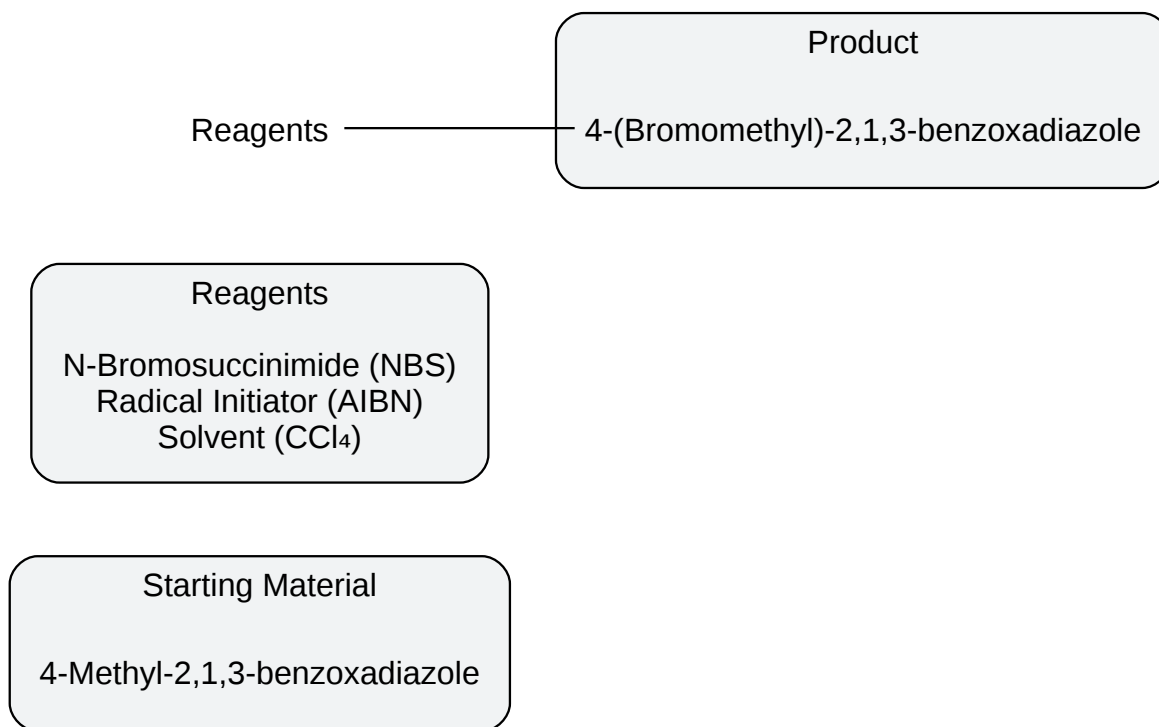 Product
Reagents
4-(Bromomethyl)-2,1,3-benzoxadiazole
Reagents
N-Bromosuccinimide (NBS)
Radical Initiator (AIBN)
Solvent (CCl₄)
Starting Material
4-Methyl-2,1,3-benzoxadiazole